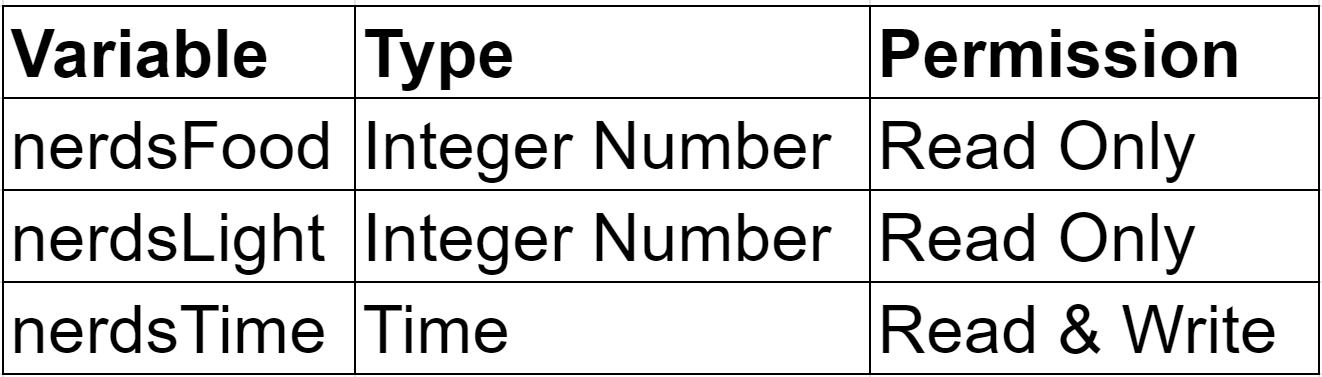 Variable Type Permission
nerdsFood Integer Number Read Only
nerdsLight Integer Number Read Only
nerdsTime Time Read & Write